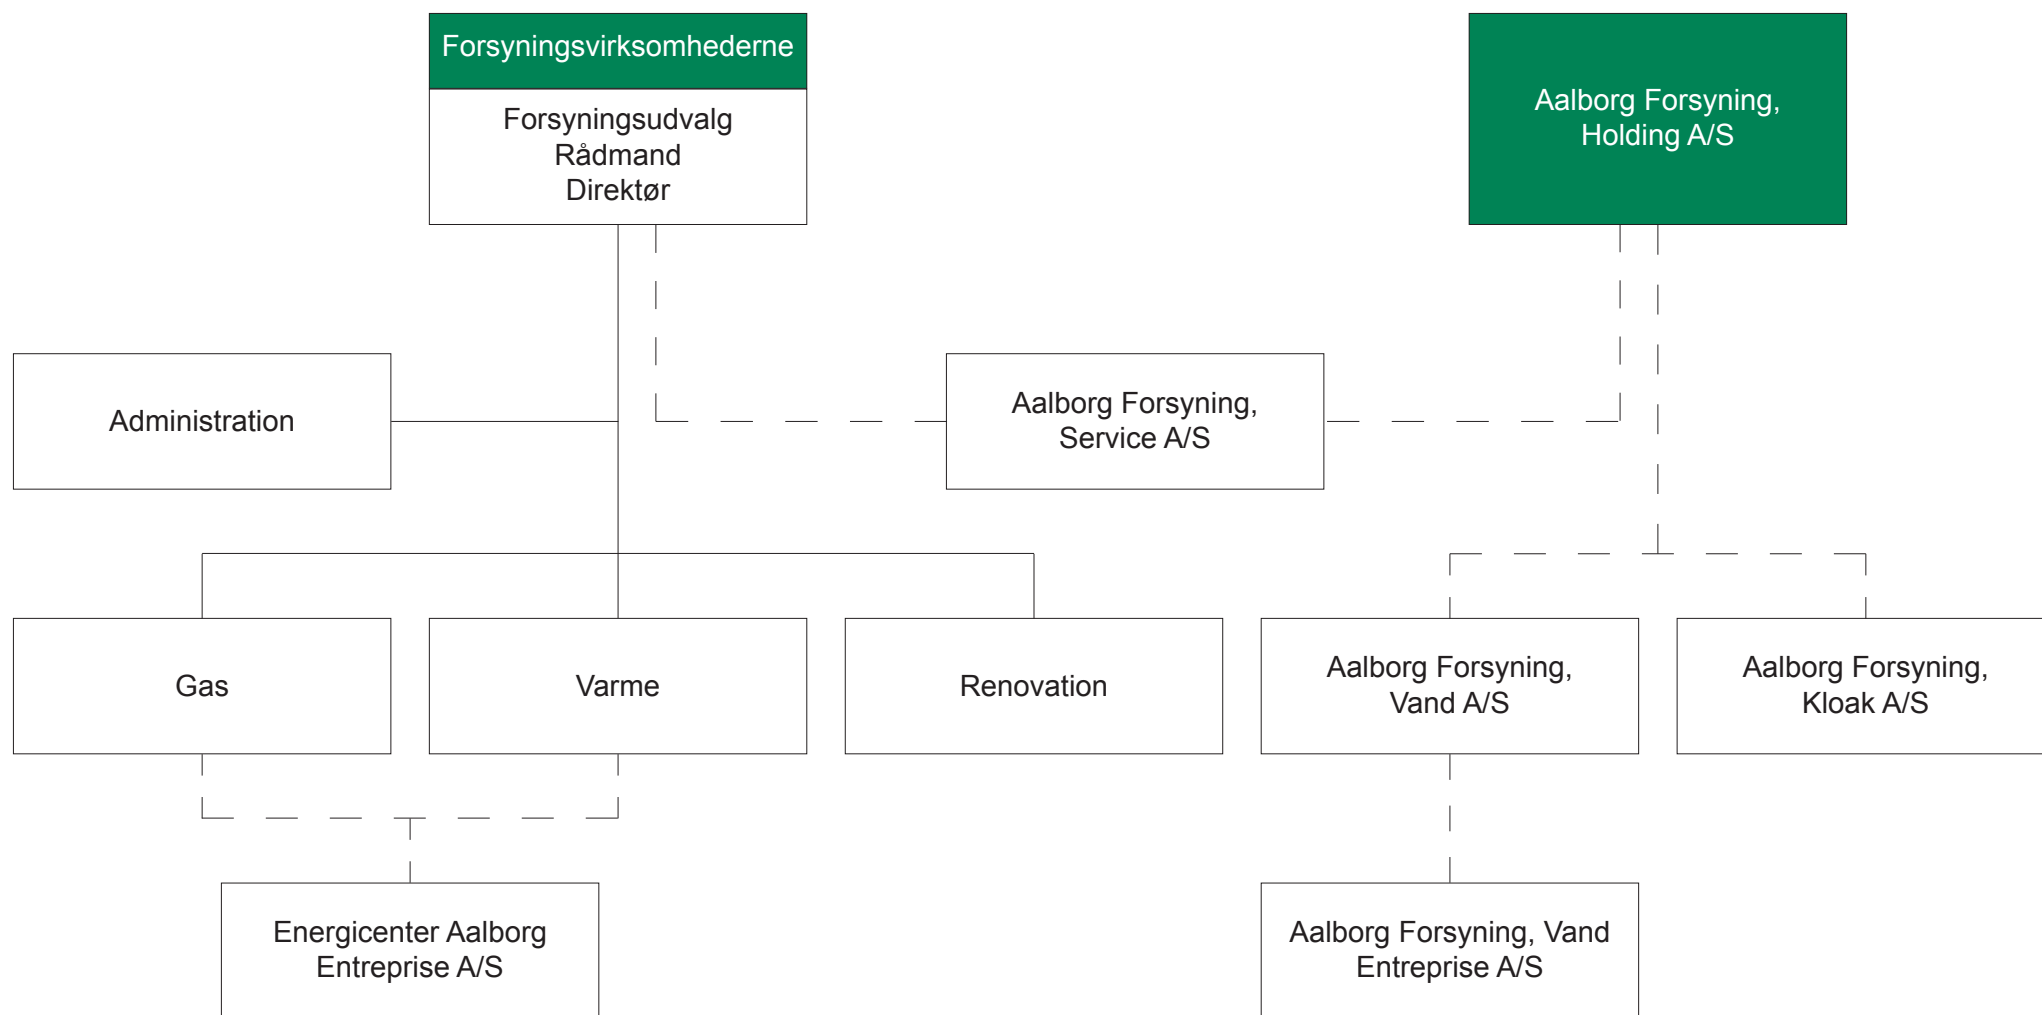 Forsyningsvirksomhederne
Forsyningsudvalg
Rådmand
Direktør
Aalborg Forsyning,
Holding A/S
Administration
Aalborg Forsyning,
Service A/S
Gas
Varme
Renovation
Aalborg Forsyning,
Vand A/S
Aalborg Forsyning,
Kloak A/S
Energicenter Aalborg
Entreprise A/S
Aalborg Forsyning, Vand
Entreprise A/S